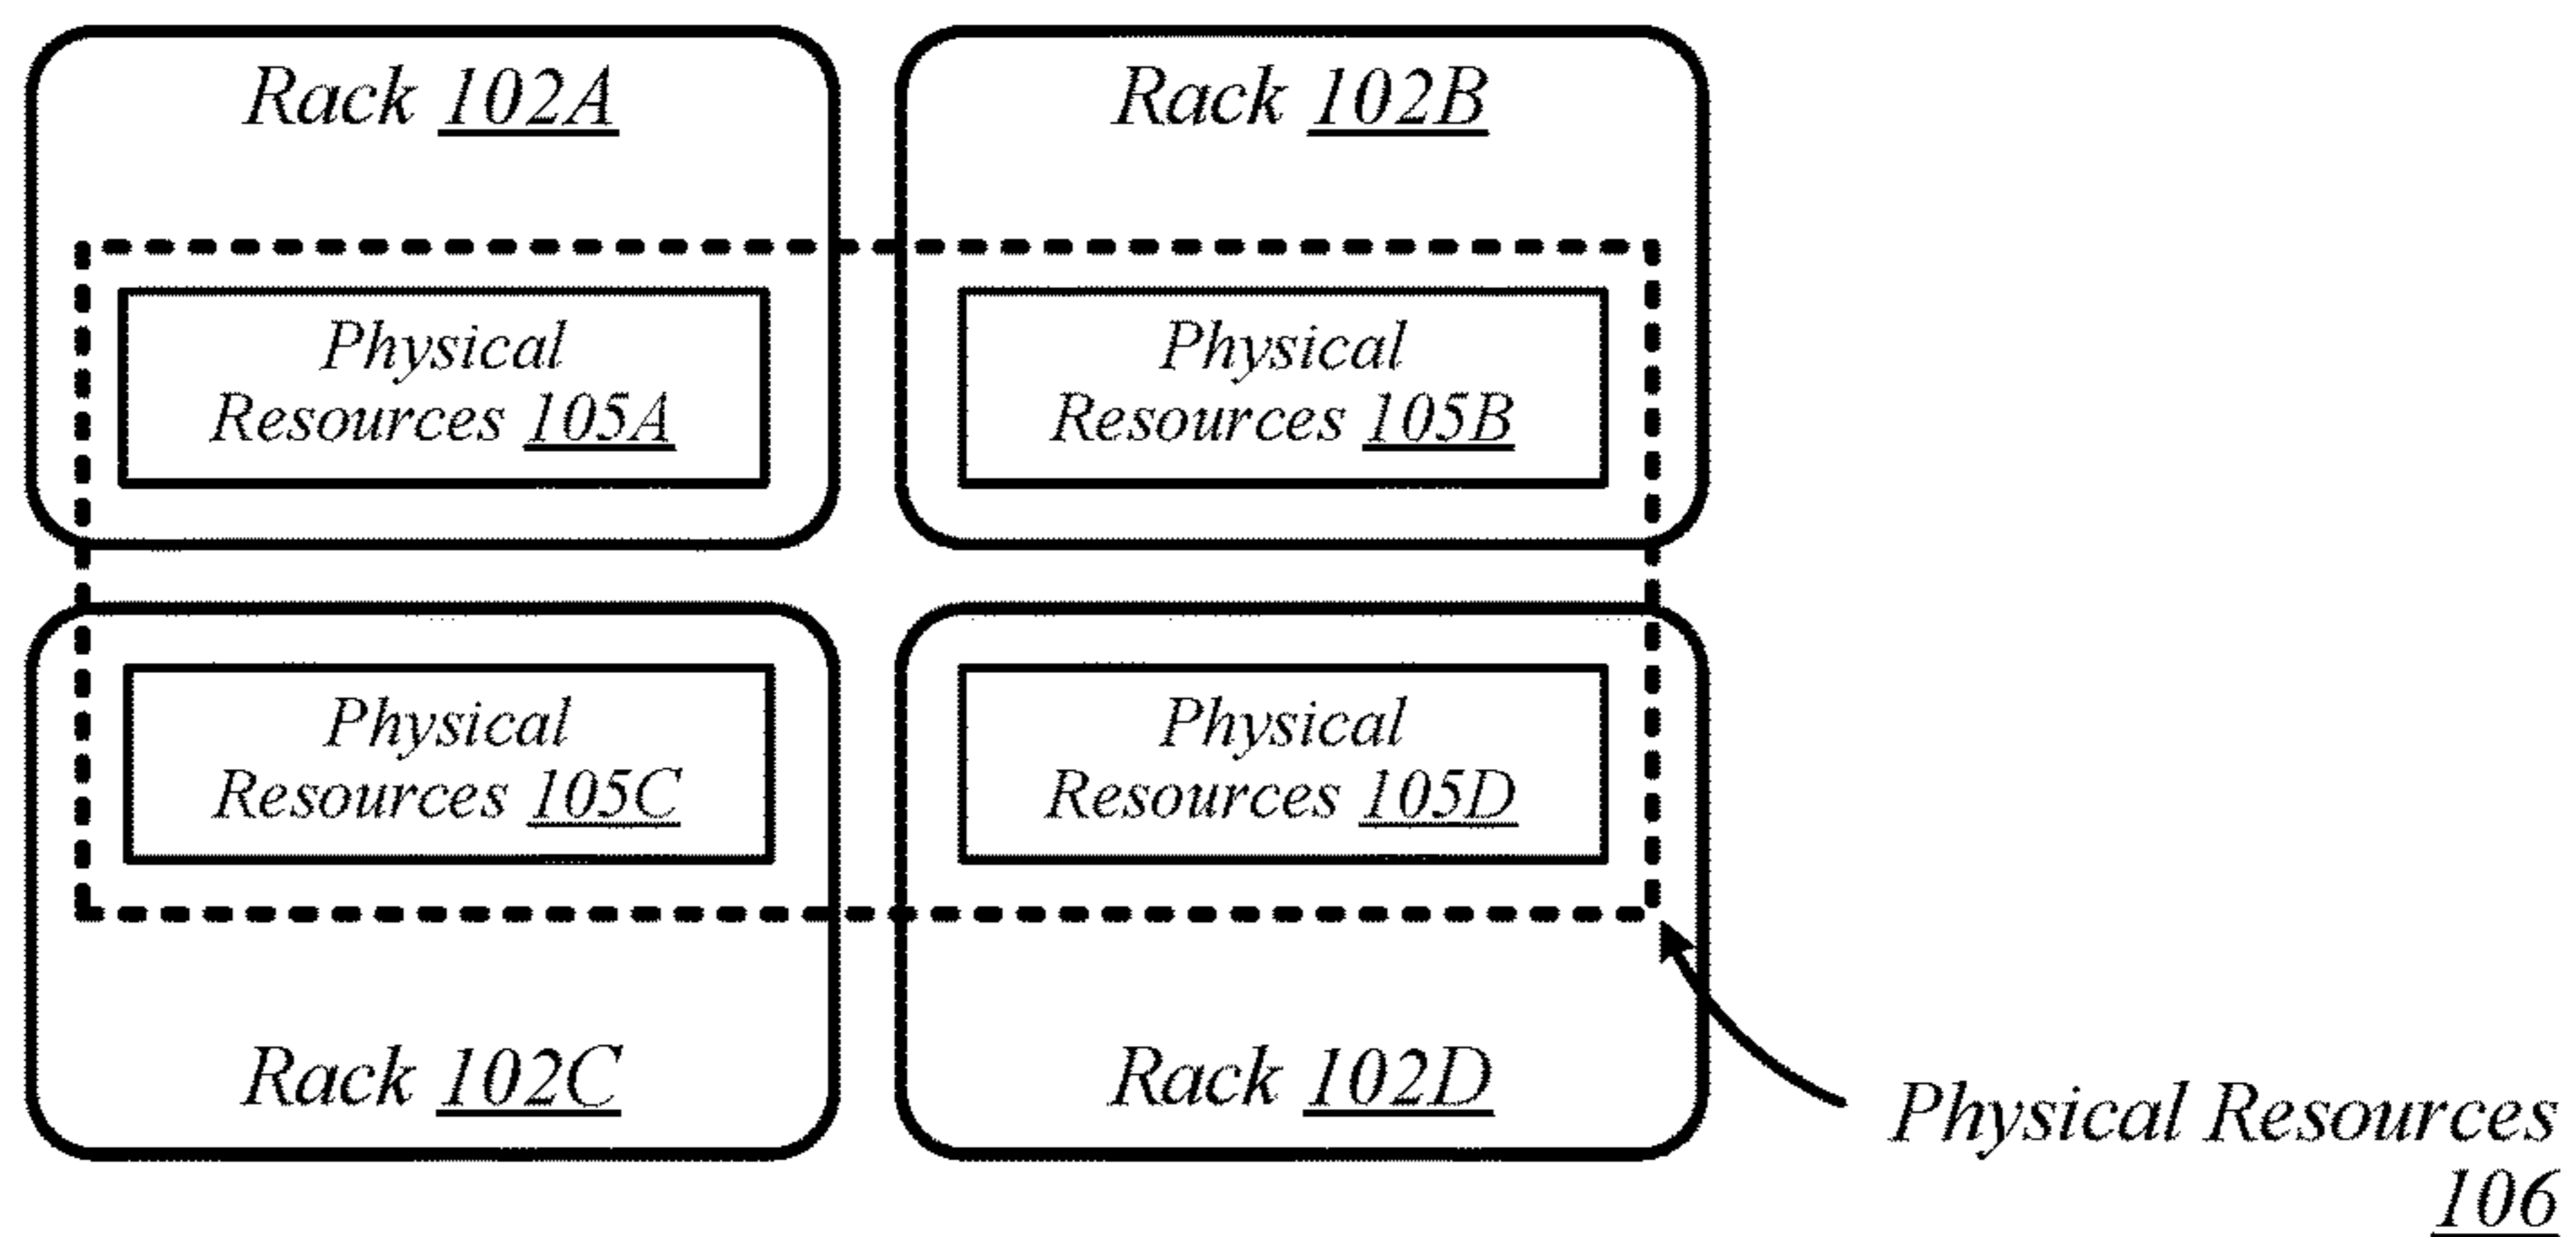 Rack 102A
Rack 102B
Physical
Resources 105A
Physical
Resources 105B
Physical
Resources 105C
Physical
Resources 105D
Rack 102C
Rack 102D
Physical Resources
106